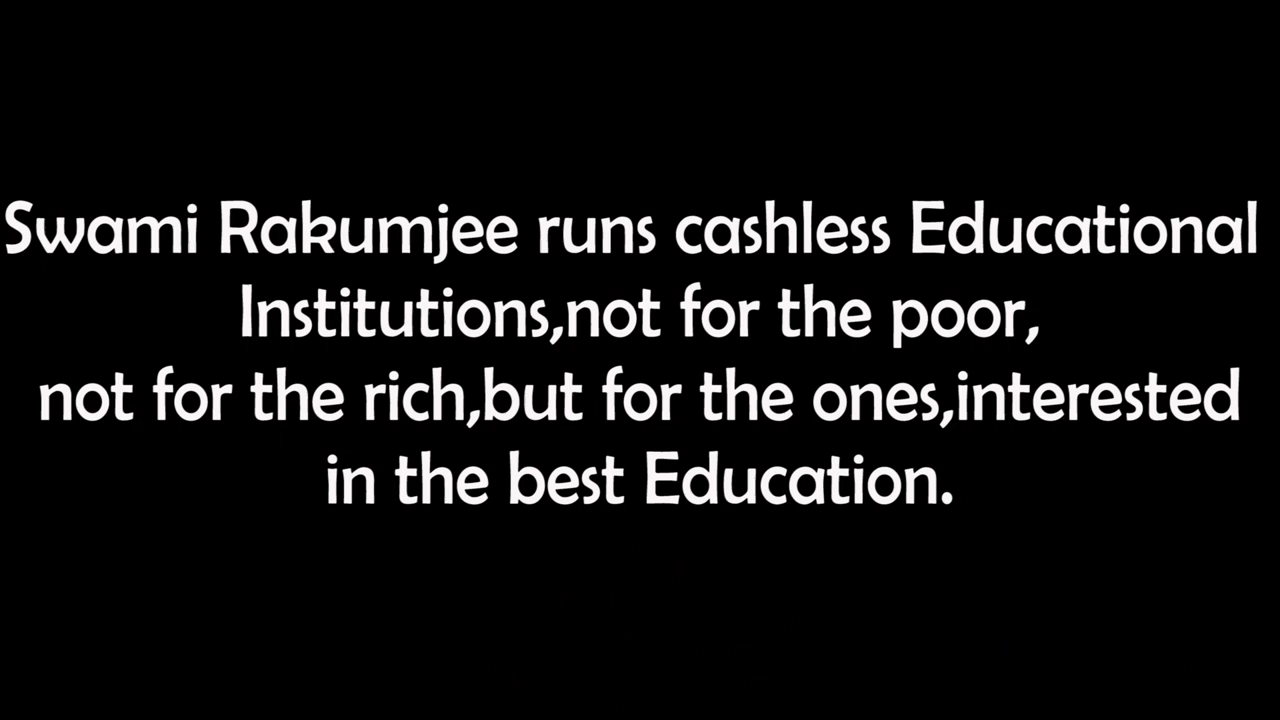 Swami Rakumjee runs cashless Educational
Institutions,not for the poor,
not for the rich,but for the ones,interested
in the best Education.